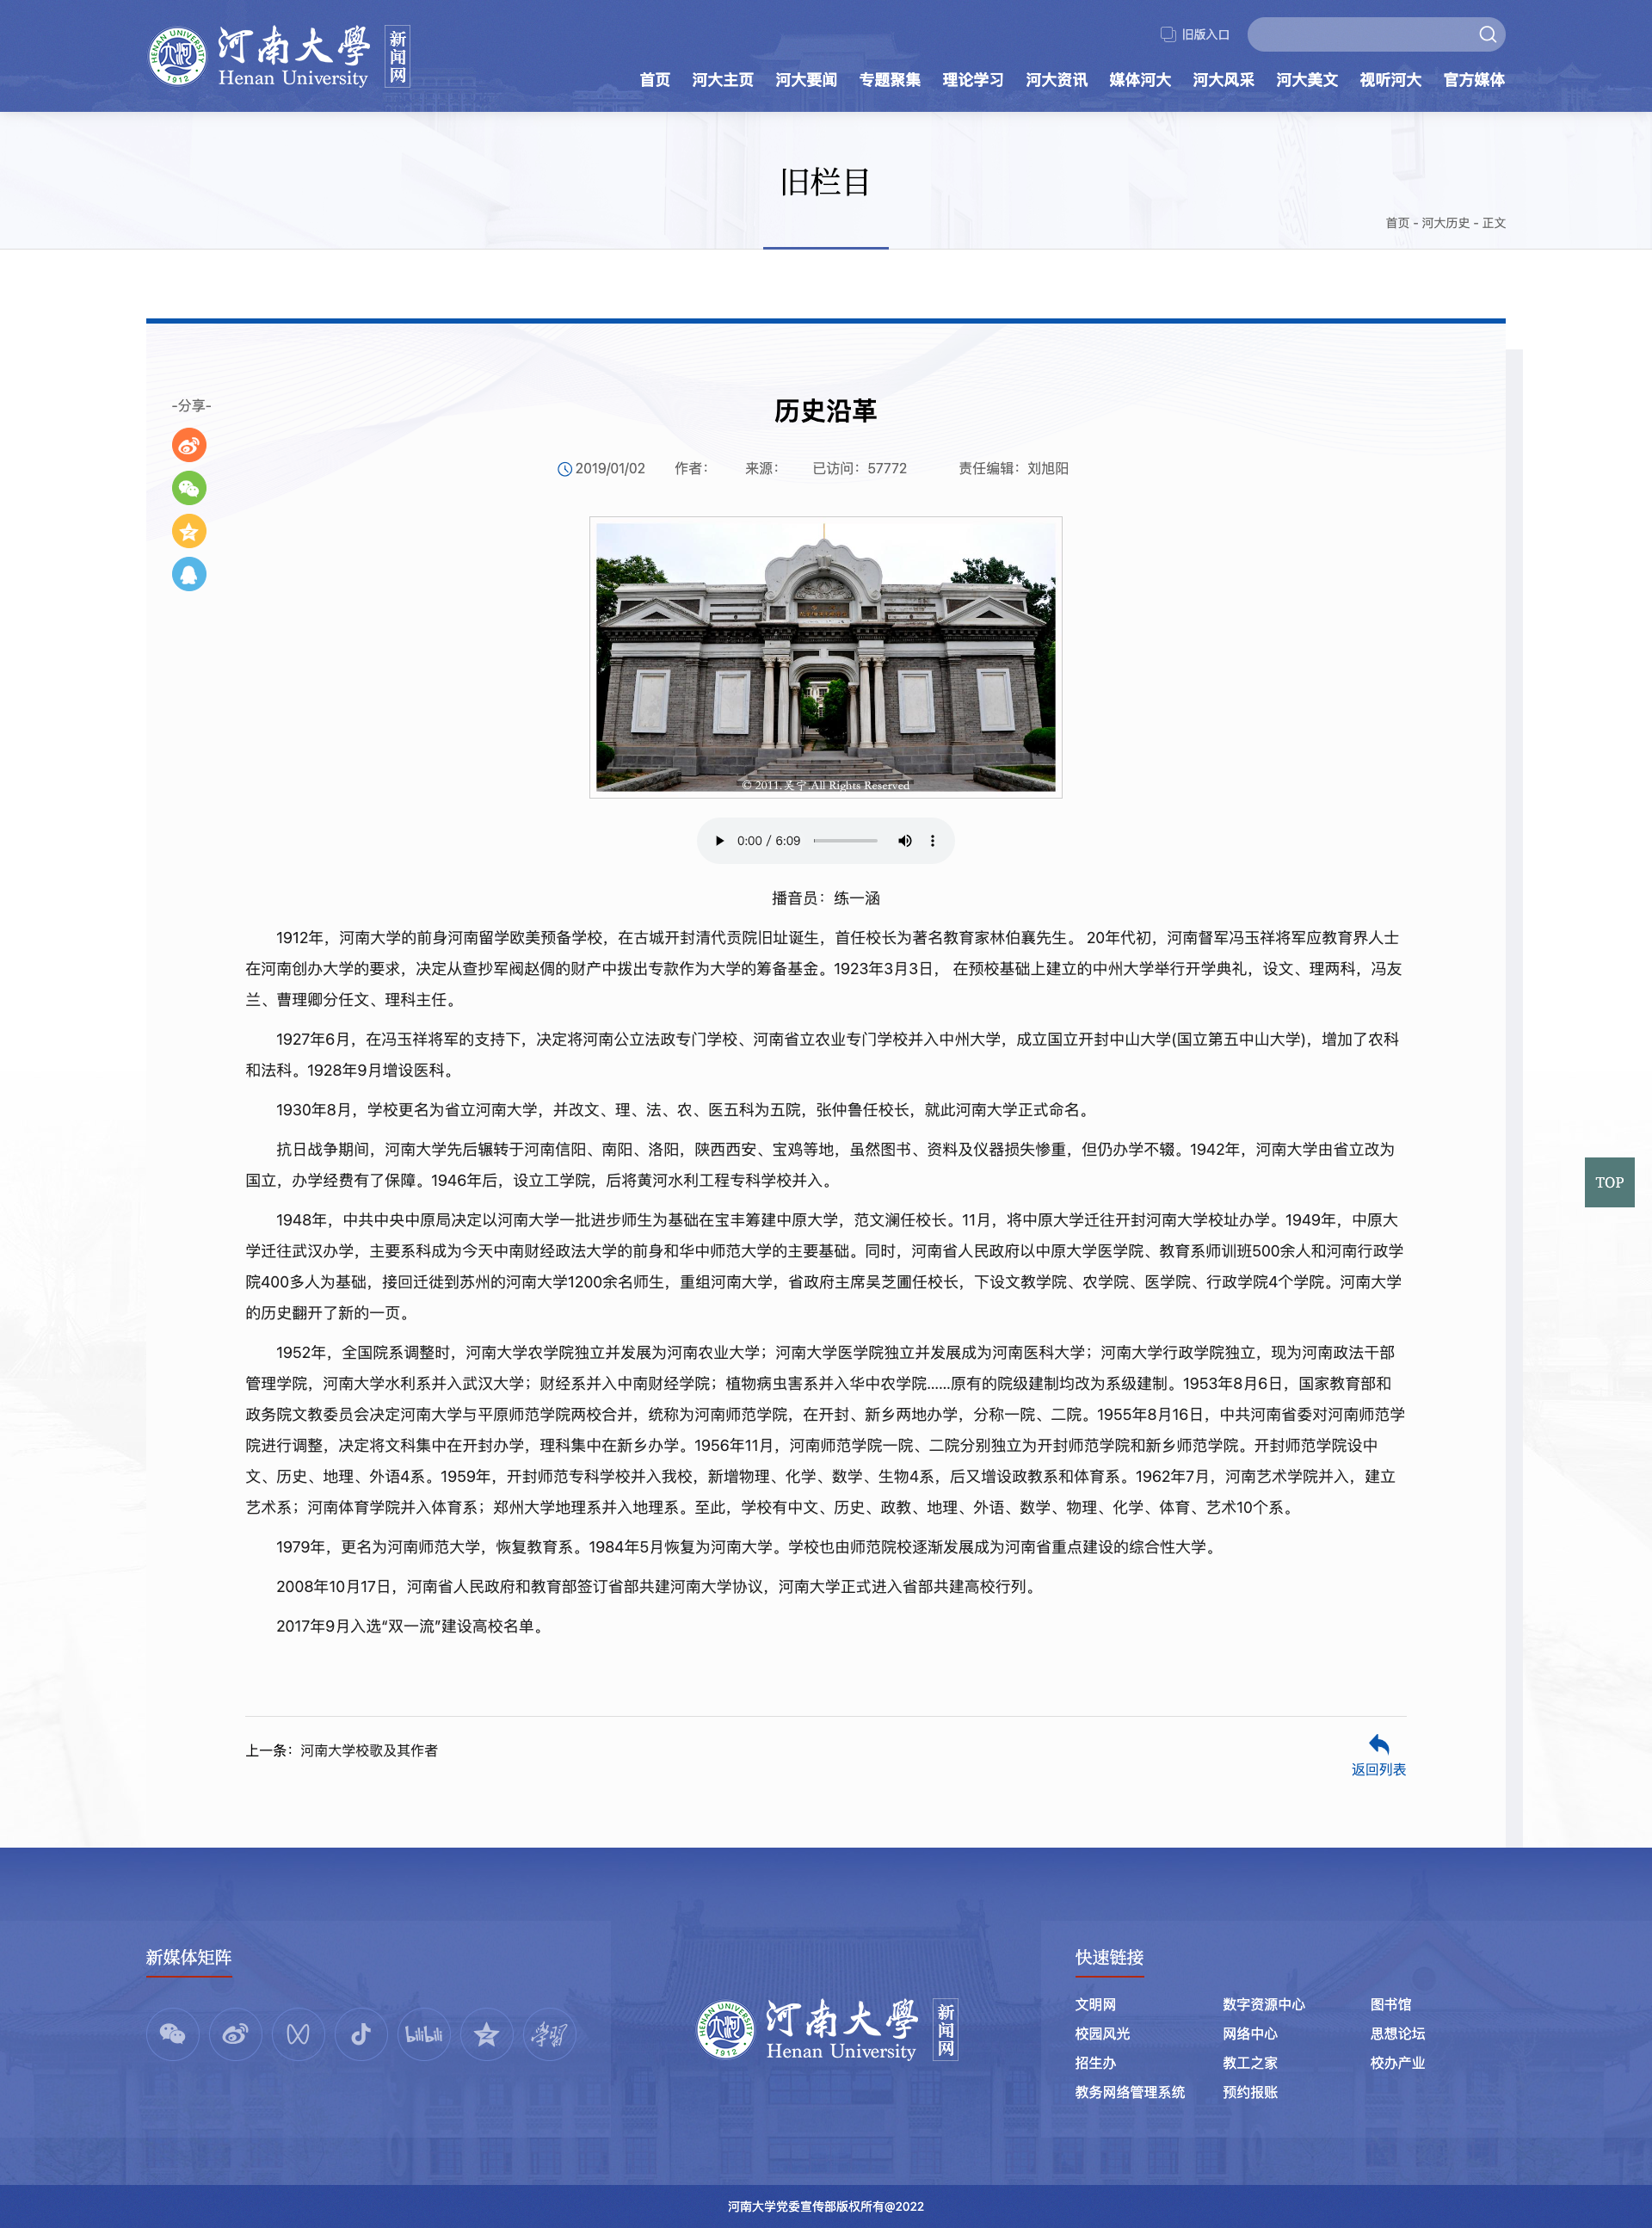 河南大學
Henan University
新闻网
HENAN UNIVERSITY
1912
旧版入口
首页 河大主页 河大要闻 专题聚集 理论学习 河大资讯 媒体河大 河大风采 河大美文 视听河大 官方媒体
旧栏目
首页 - 河大历史 - 正文
-分享-
历史沿革
2019/01/02 作者： 来源： 已访问：57772 责任编辑：刘旭阳
© 2011.吴宁.All Rights Reserved
0:00 / 6:09
播音员：练一涵
1912年，河南大学的前身河南留学欧美预备学校，在古城开封清代贡院旧址诞生，首任校长为著名教育家林伯襄先生。 20年代初，河南督军冯玉祥将军应教育界人士
在河南创办大学的要求，决定从查抄军阀赵倜的财产中拨出专款作为大学的筹备基金。1923年3月3日， 在预校基础上建立的中州大学举行开学典礼，设文、理两科，冯友
兰、曹理卿分任文、理科主任。
1927年6月，在冯玉祥将军的支持下，决定将河南公立法政专门学校、河南省立农业专门学校并入中州大学，成立国立开封中山大学(国立第五中山大学)，增加了农科
和法科。1928年9月增设医科。
1930年8月，学校更名为省立河南大学，并改文、理、法、农、医五科为五院，张仲鲁任校长，就此河南大学正式命名。
抗日战争期间，河南大学先后辗转于河南信阳、南阳、洛阳，陕西西安、宝鸡等地，虽然图书、资料及仪器损失惨重，但仍办学不辍。1942年，河南大学由省立改为
国立，办学经费有了保障。1946年后，设立工学院，后将黄河水利工程专科学校并入。
1948年，中共中央中原局决定以河南大学一批进步师生为基础在宝丰筹建中原大学，范文澜任校长。11月，将中原大学迁往开封河南大学校址办学。1949年，中原大
学迁往武汉办学，主要系科成为今天中南财经政法大学的前身和华中师范大学的主要基础。同时，河南省人民政府以中原大学医学院、教育系师训班500余人和河南行政学
院400多人为基础，接回迁徙到苏州的河南大学1200余名师生，重组河南大学，省政府主席吴芝圃任校长，下设文教学院、农学院、医学院、行政学院4个学院。河南大学
的历史翻开了新的一页。
1952年，全国院系调整时，河南大学农学院独立并发展为河南农业大学；河南大学医学院独立并发展成为河南医科大学；河南大学行政学院独立，现为河南政法干部
管理学院，河南大学水利系并入武汉大学；财经系并入中南财经学院；植物病虫害系并入华中农学院……原有的院级建制均改为系级建制。1953年8月6日，国家教育部和
政务院文教委员会决定河南大学与平原师范学院两校合并，统称为河南师范学院，在开封、新乡两地办学，分称一院、二院。1955年8月16日，中共河南省委对河南师范学
院进行调整，决定将文科集中在开封办学，理科集中在新乡办学。1956年11月，河南师范学院一院、二院分别独立为开封师范学院和新乡师范学院。开封师范学院设中
文、历史、地理、外语4系。1959年，开封师范专科学校并入我校，新增物理、化学、数学、生物4系，后又增设政教系和体育系。1962年7月，河南艺术学院并入，建立
艺术系；河南体育学院并入体育系；郑州大学地理系并入地理系。至此，学校有中文、历史、政教、地理、外语、数学、物理、化学、体育、艺术10个系。
1979年，更名为河南师范大学，恢复教育系。1984年5月恢复为河南大学。学校也由师范院校逐渐发展成为河南省重点建设的综合性大学。
2008年10月17日，河南省人民政府和教育部签订省部共建河南大学协议，河南大学正式进入省部共建高校行列。
2017年9月入选“双一流”建设高校名单。
TOP
上一条：河南大学校歌及其作者
返回列表
新媒体矩阵
bilibili
学习
河南大學
Henan University
新闻网
HENAN UNIVERSITY
1912
快速链接
文明网 数字资源中心 图书馆
校园风光 网络中心 思想论坛
招生办 教工之家 校办产业
教务网络管理系统 预约报账
河南大学党委宣传部版权所有@2022